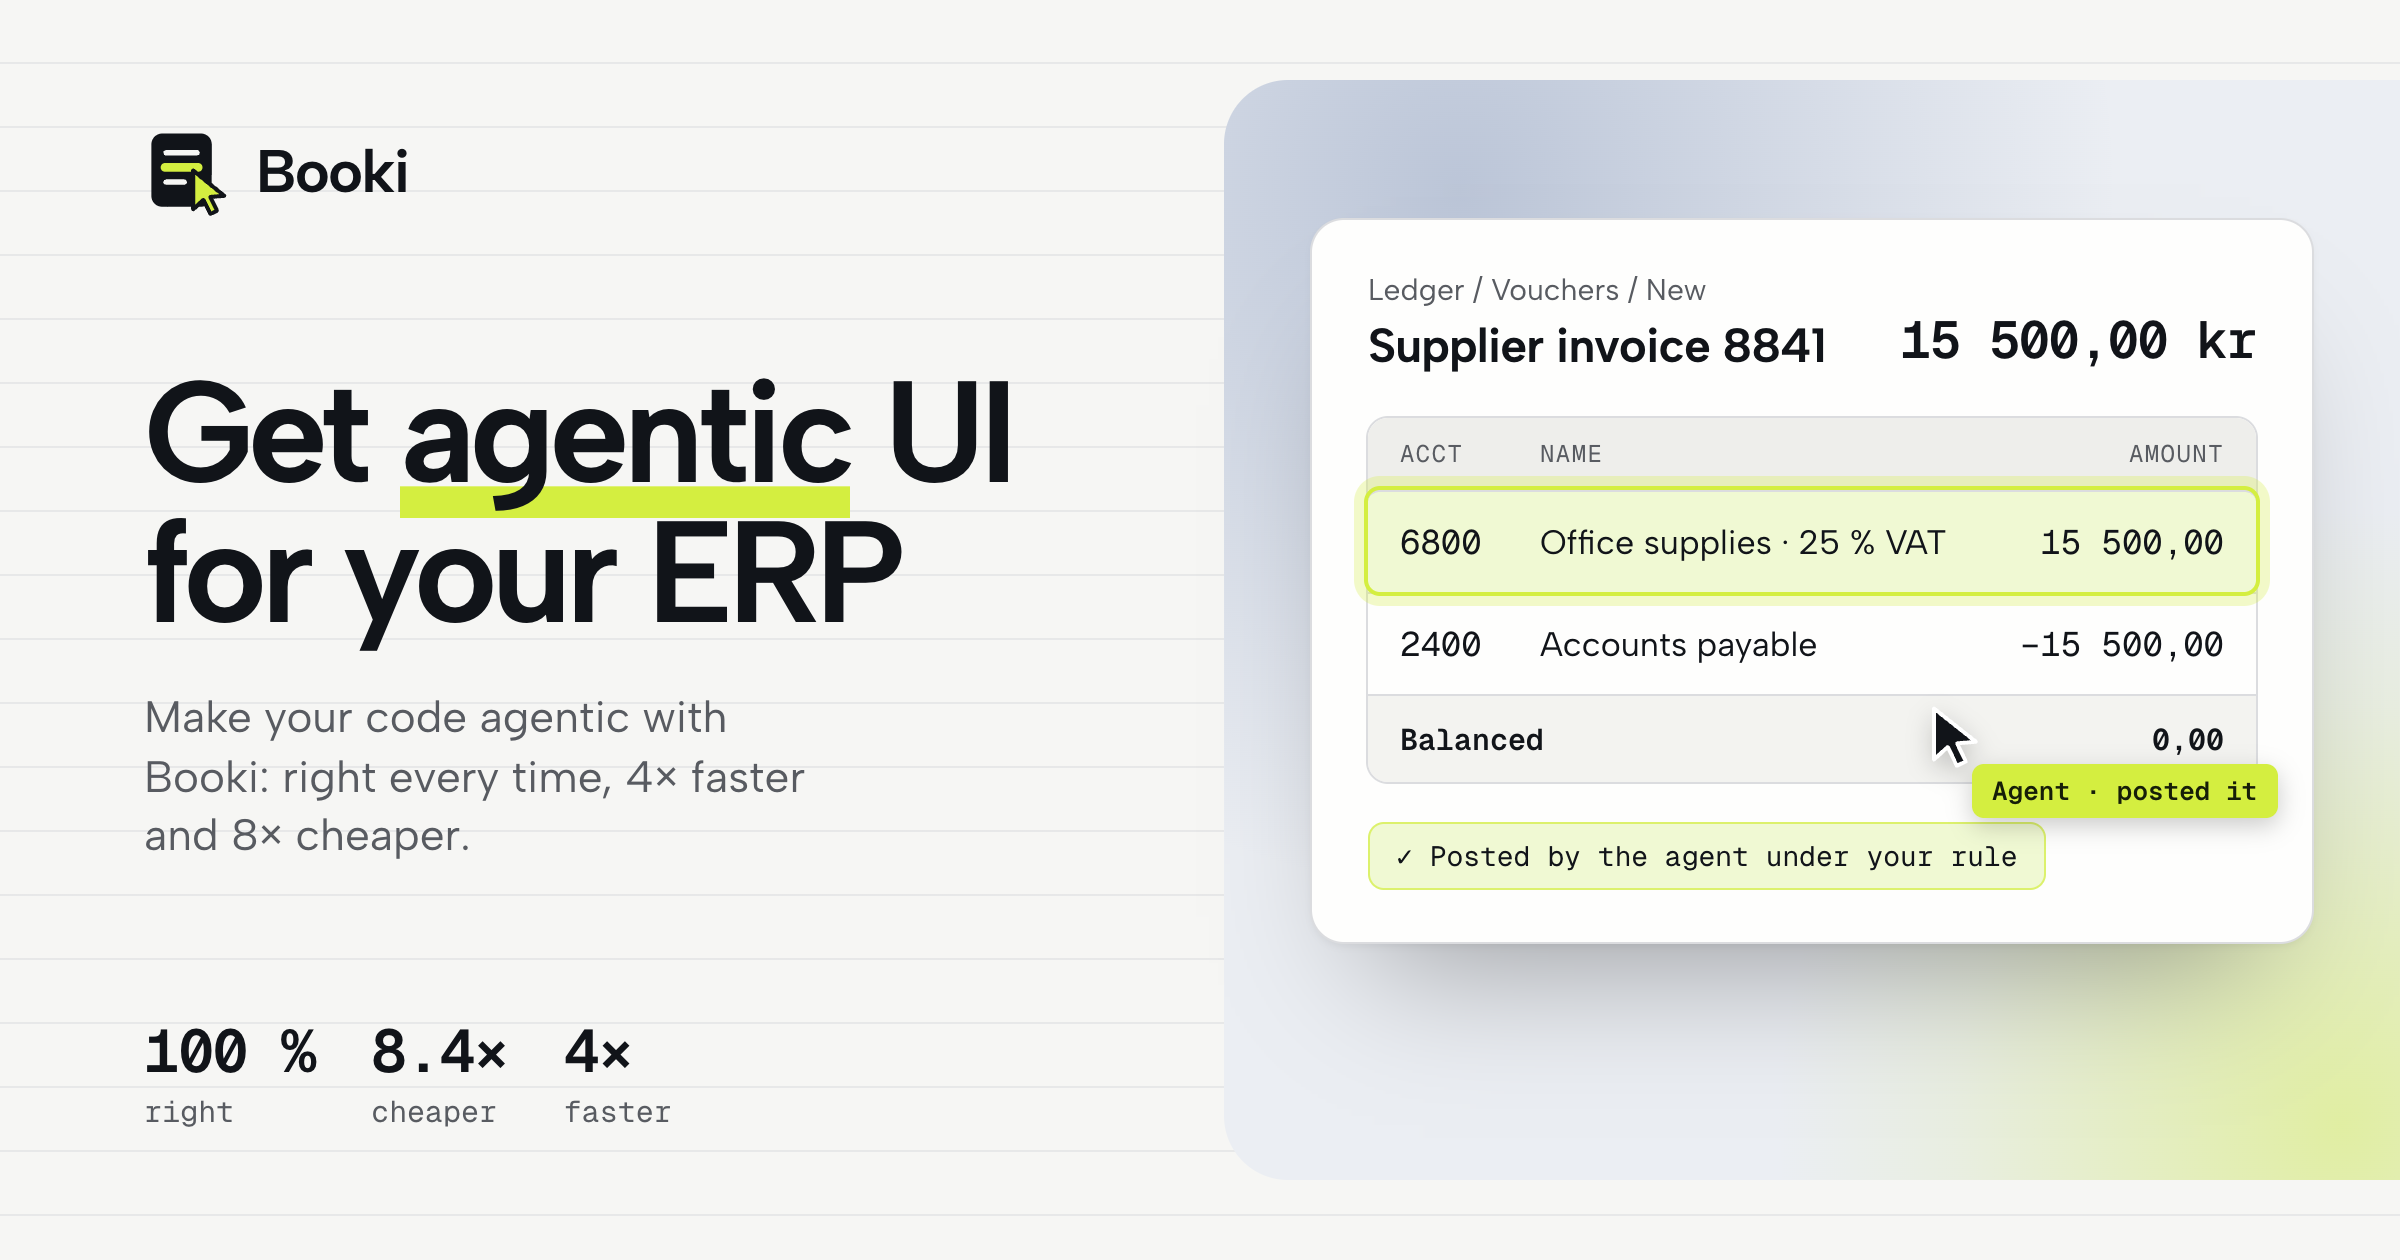 Booki
Get agentic UI
for your ERP
Make your code agentic with
Booki: right every time, 4× faster
and 8× cheaper.
100 % 8.4× 4×
right cheaper faster
Ledger / Vouchers / New
Supplier invoice 8841 15 500,00 kr
ACCT NAME AMOUNT
6800 Office supplies · 25 % VAT 15 500,00
2400 Accounts payable −15 500,00
Balanced 0,00
Agent · posted it
✓ Posted by the agent under your rule